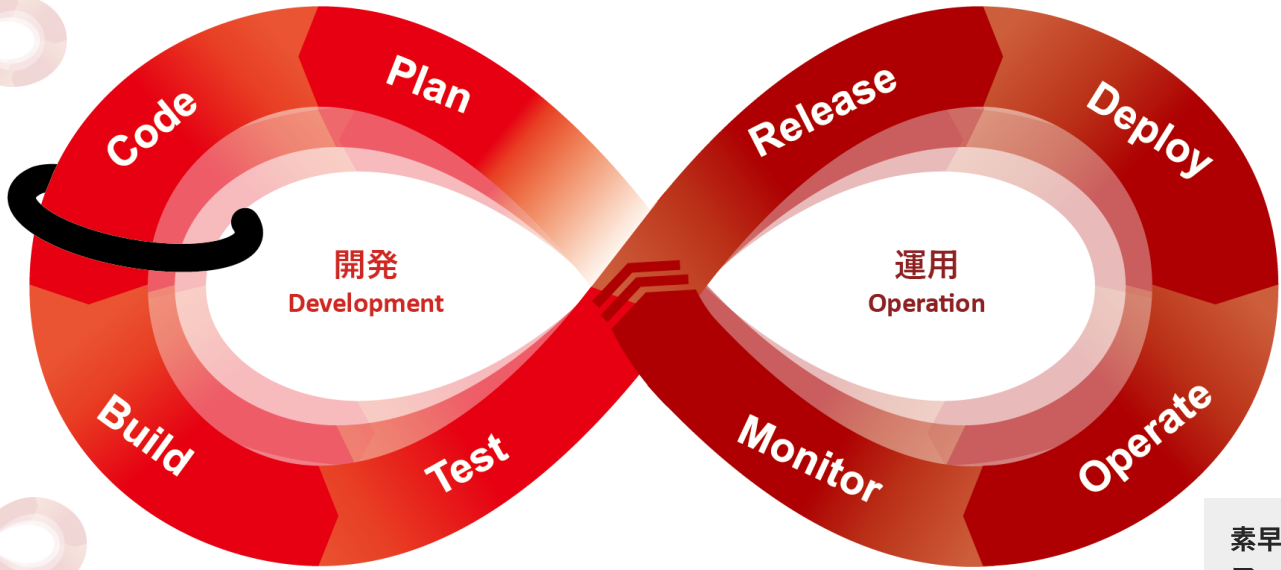 Plan
Code
Build
Test
Release
Deploy
Operate
Monitor
開発
Development
運用
Operation
素早